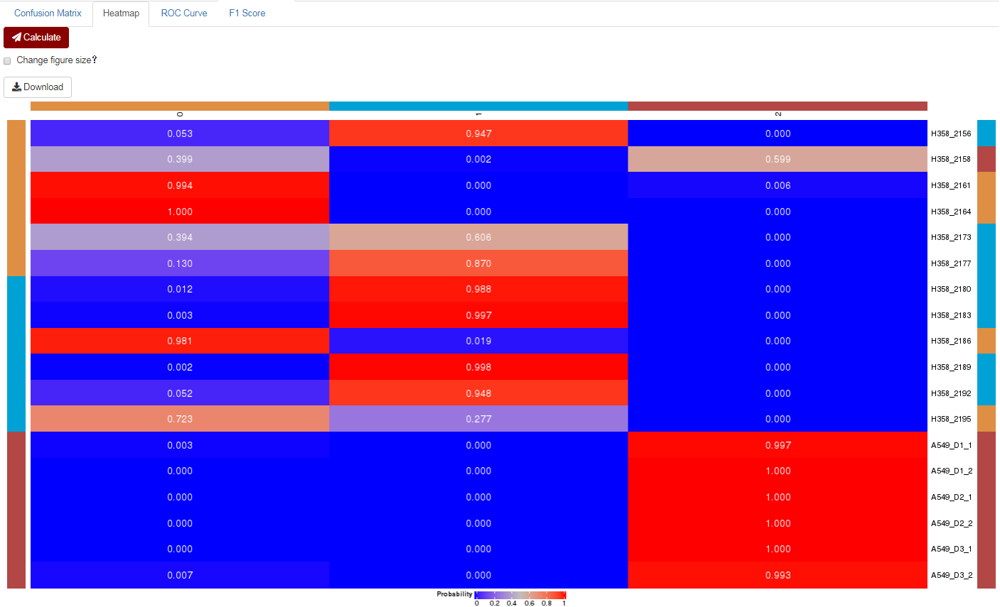 Confusion Matrix Heatmap ROC Curve F1 Score
Calculate
Change figure size?
Download
0 1 2
0.053 0.947 0.000 H358_2156
0.399 0.002 0.599 H358_2158
0.994 0.000 0.006 H358_2161
1.000 0.000 0.000 H358_2164
0.394 0.606 0.000 H358_2173
0.130 0.870 0.000 H358_2177
0.012 0.988 0.000 H358_2180
0.003 0.997 0.000 H358_2183
0.981 0.019 0.000 H358_2186
0.002 0.998 0.000 H358_2189
0.052 0.948 0.000 H358_2192
0.723 0.277 0.000 H358_2195
0.003 0.000 0.997 A549_D1_1
0.000 0.000 1.000 A549_D1_2
0.000 0.000 1.000 A549_D2_1
0.000 0.000 1.000 A549_D2_2
0.000 0.000 1.000 A549_D3_1
0.007 0.000 0.993 A549_D3_2
Probability
0 0.2 0.4 0.6 0.8 1